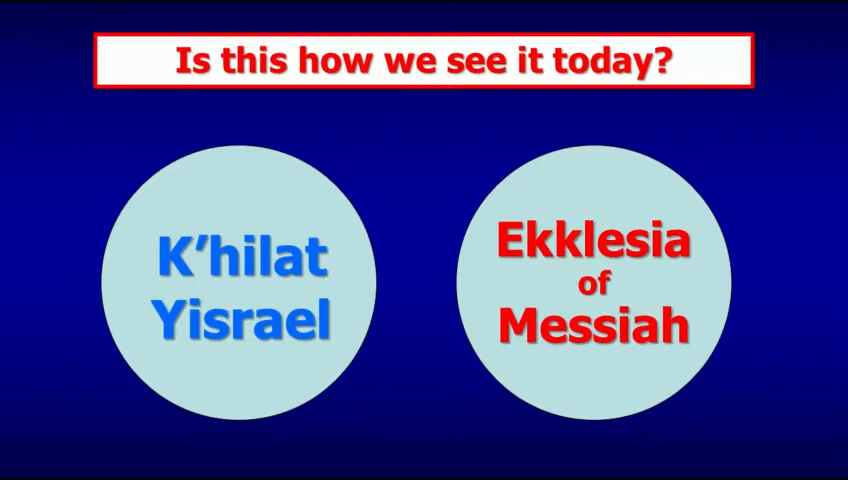 Is this how we see it today?
K’hilat
Yisrael
Ekklesia
of
Messiah